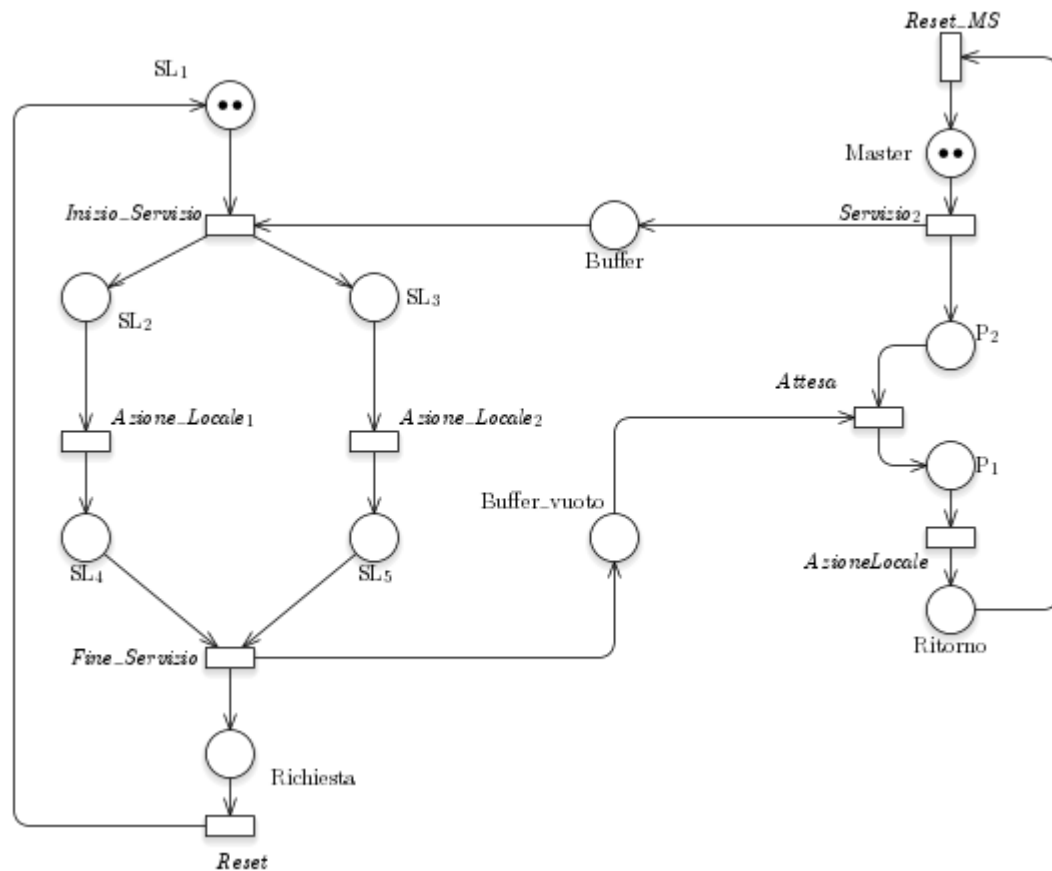 Reset_MS
SL₁
Master
Inizio_Servizio
Servizio₂
Buffer
SL₂
SL₃
P₂
Attesa
Azione_Locale₁
Azione_Locale₂
P₁
Buffer_vuoto
AzioneLocale
SL₄
SL₅
Ritorno
Fine_Servizio
Richiesta
Reset